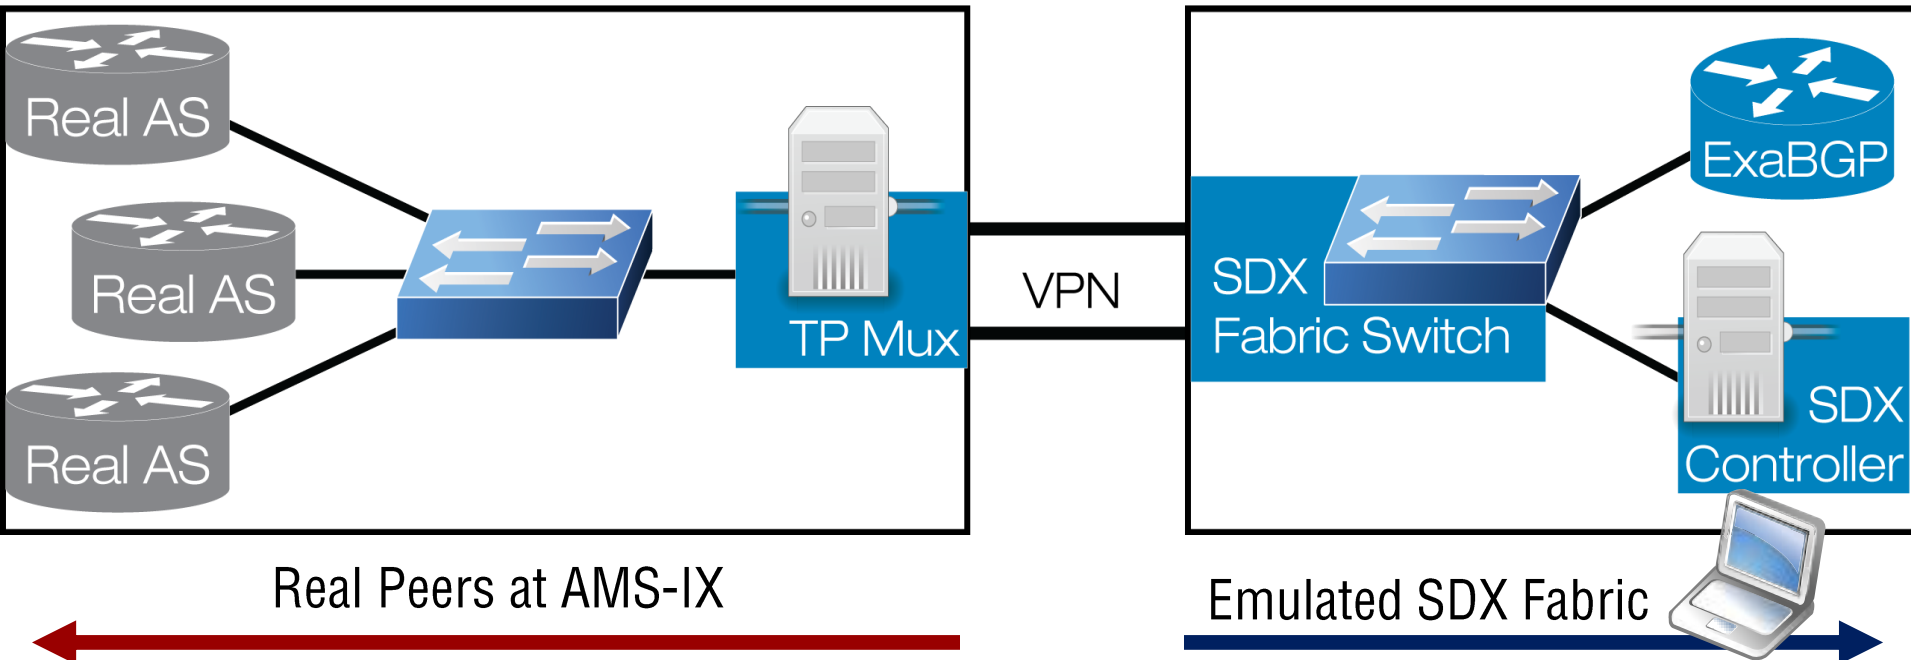 Real AS
Real AS
Real AS
TP Mux
VPN
SDX
Fabric Switch
ExaBGP
SDX
Controller
Real Peers at AMS-IX
Emulated SDX Fabric